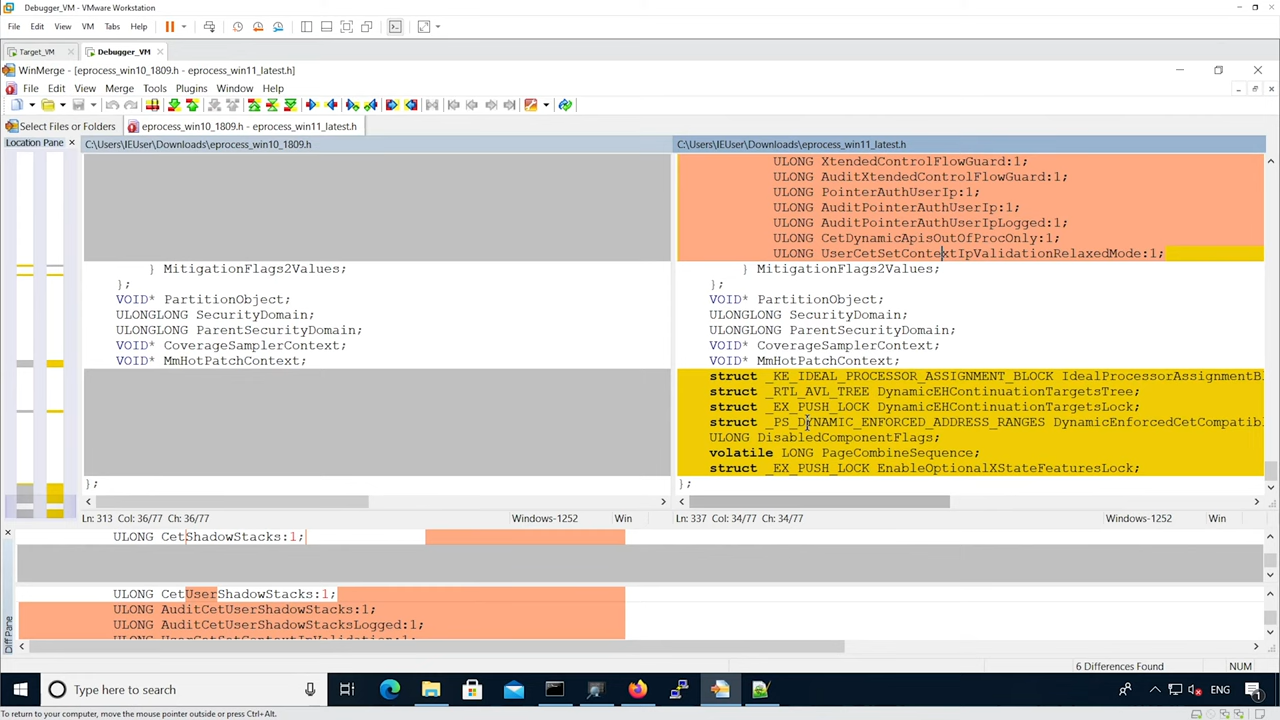 Debugger_VM - VMware Workstation
File Edit View VM Tabs Help
Target_VM Debugger_VM
WinMerge - [eprocess_win10_1809.h - eprocess_win11_latest.h]
File Edit View Merge Tools Plugins Window Help
Select Files or Folders eprocess_win10_1809.h - eprocess_win11_latest.h
Location Pane
C:\Users\IEUser\Downloads\eprocess_win10_1809.h
} MitigationFlags2Values;
};
VOID* PartitionObject;
ULONGLONG SecurityDomain;
ULONGLONG ParentSecurityDomain;
VOID* CoverageSamplerContext;
VOID* MmHotPatchContext;
};
Ln: 313 Col: 36/77 Ch: 36/77 Windows-1252 Win
C:\Users\IEUser\Downloads\eprocess_win11_latest.h
ULONG XtendedControlFlowGuard:1;
ULONG AuditXtendedControlFlowGuard:1;
ULONG PointerAuthUserIp:1;
ULONG AuditPointerAuthUserIp:1;
ULONG AuditPointerAuthUserIpLogged:1;
ULONG CetDynamicApisOutOfProcOnly:1;
ULONG UserCetSetContextIpValidationRelaxedMode:1;
} MitigationFlags2Values;
};
VOID* PartitionObject;
ULONGLONG SecurityDomain;
ULONGLONG ParentSecurityDomain;
VOID* CoverageSamplerContext;
VOID* MmHotPatchContext;
struct _KE_IDEAL_PROCESSOR_ASSIGNMENT_BLOCK IdealProcessorAssignmentBl
struct _RTL_AVL_TREE DynamicEHContinuationTargetsTree;
struct _EX_PUSH_LOCK DynamicEHContinuationTargetsLock;
struct _PS_DYNAMIC_ENFORCED_ADDRESS_RANGES DynamicEnforcedCetCompatibl
ULONG DisabledComponentFlags;
volatile LONG PageCombineSequence;
struct _EX_PUSH_LOCK EnableOptionalXStateFeaturesLock;
};
Ln: 337 Col: 34/77 Ch: 34/77 Windows-1252 Win
Diff Pane
ULONG CetShadowStacks:1;
ULONG CetUserShadowStacks:1;
ULONG AuditCetUserShadowStacks:1;
ULONG AuditCetUserShadowStacksLogged:1;
ULONG UserCetSetContextIpValidation:1;
6 Differences Found NUM
Type here to search
ENG
1
To return to your computer, move the mouse pointer outside or press Ctrl+Alt.